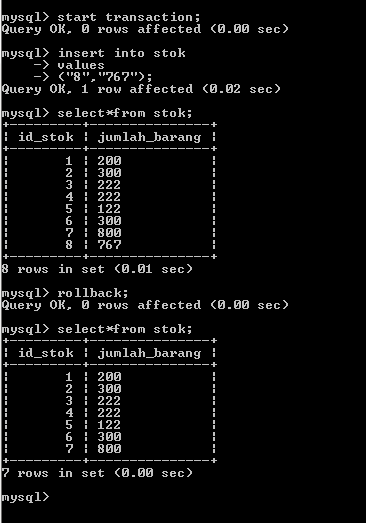 mysql> start transaction;
Query OK, 0 rows affected (0.00 sec)
mysql> insert into stok
    -> values
    -> ("8","767");
Query OK, 1 row affected (0.02 sec)
mysql> select*from stok;
+---------+---------------+
| id_stok | jumlah_barang |
+---------+---------------+
|       1 | 200           |
|       2 | 300           |
|       3 | 222           |
|       4 | 222           |
|       5 | 122           |
|       6 | 300           |
|       7 | 800           |
|       8 | 767           |
+---------+---------------+
8 rows in set (0.01 sec)
mysql> rollback;
Query OK, 0 rows affected (0.00 sec)
mysql> select*from stok;
+---------+---------------+
| id_stok | jumlah_barang |
+---------+---------------+
|       1 | 200           |
|       2 | 300           |
|       3 | 222           |
|       4 | 222           |
|       5 | 122           |
|       6 | 300           |
|       7 | 800           |
+---------+---------------+
7 rows in set (0.00 sec)
mysql>